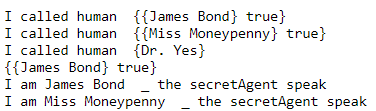 I called human  {{James Bond} true}
I called human  {{Miss Moneypenny} true}
I called human  {Dr. Yes}
{{James Bond} true}
I am James Bond  _ the secretAgent speak
I am Miss Moneypenny  _ the secretAgent speak